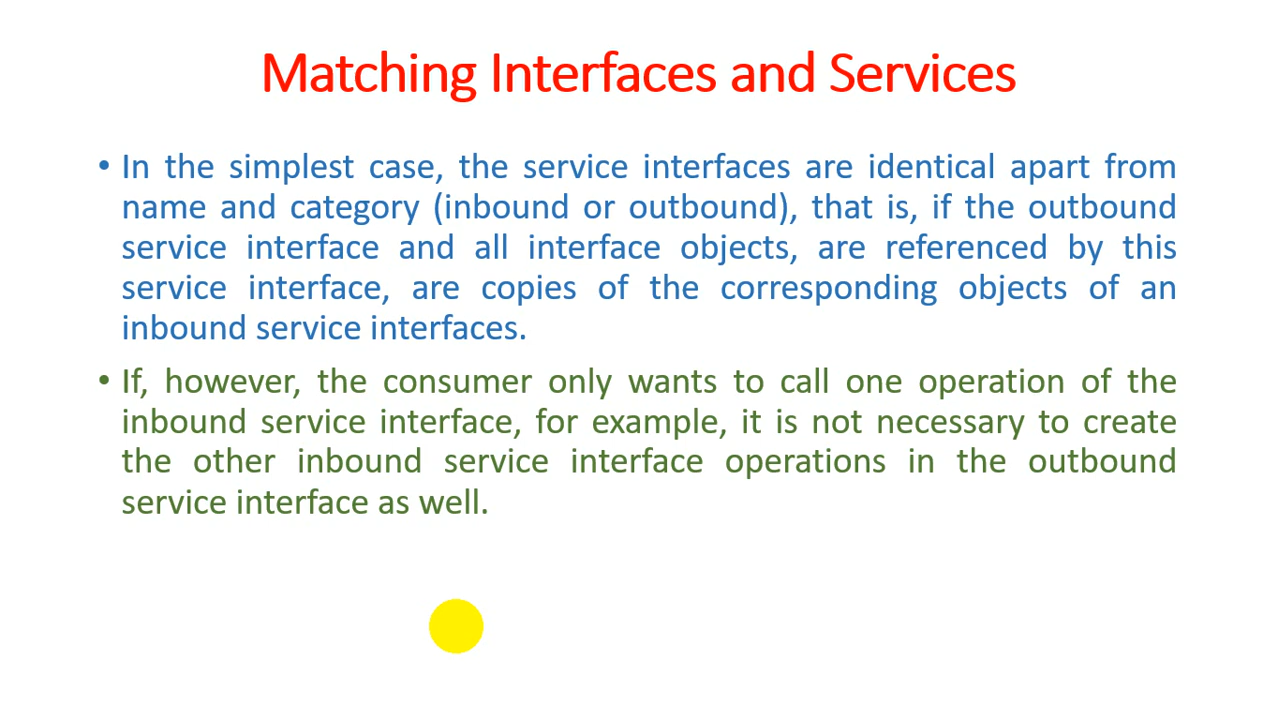 Matching Interfaces and Services
• In the simplest case, the service interfaces are identical apart from
name and category (inbound or outbound), that is, if the outbound
service interface and all interface objects, are referenced by this
service interface, are copies of the corresponding objects of an
inbound service interfaces.
• If, however, the consumer only wants to call one operation of the
inbound service interface, for example, it is not necessary to create
the other inbound service interface operations in the outbound
service interface as well.